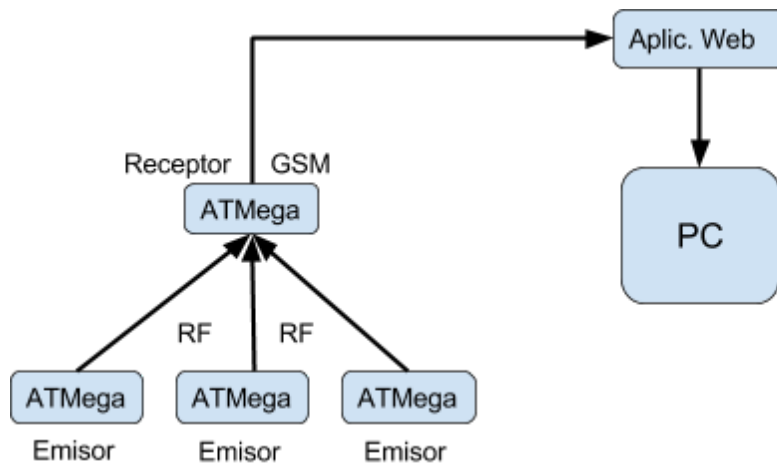 Aplic. Web
Receptor GSM
ATMega
PC
RF RF
ATMega ATMega ATMega
Emisor Emisor Emisor